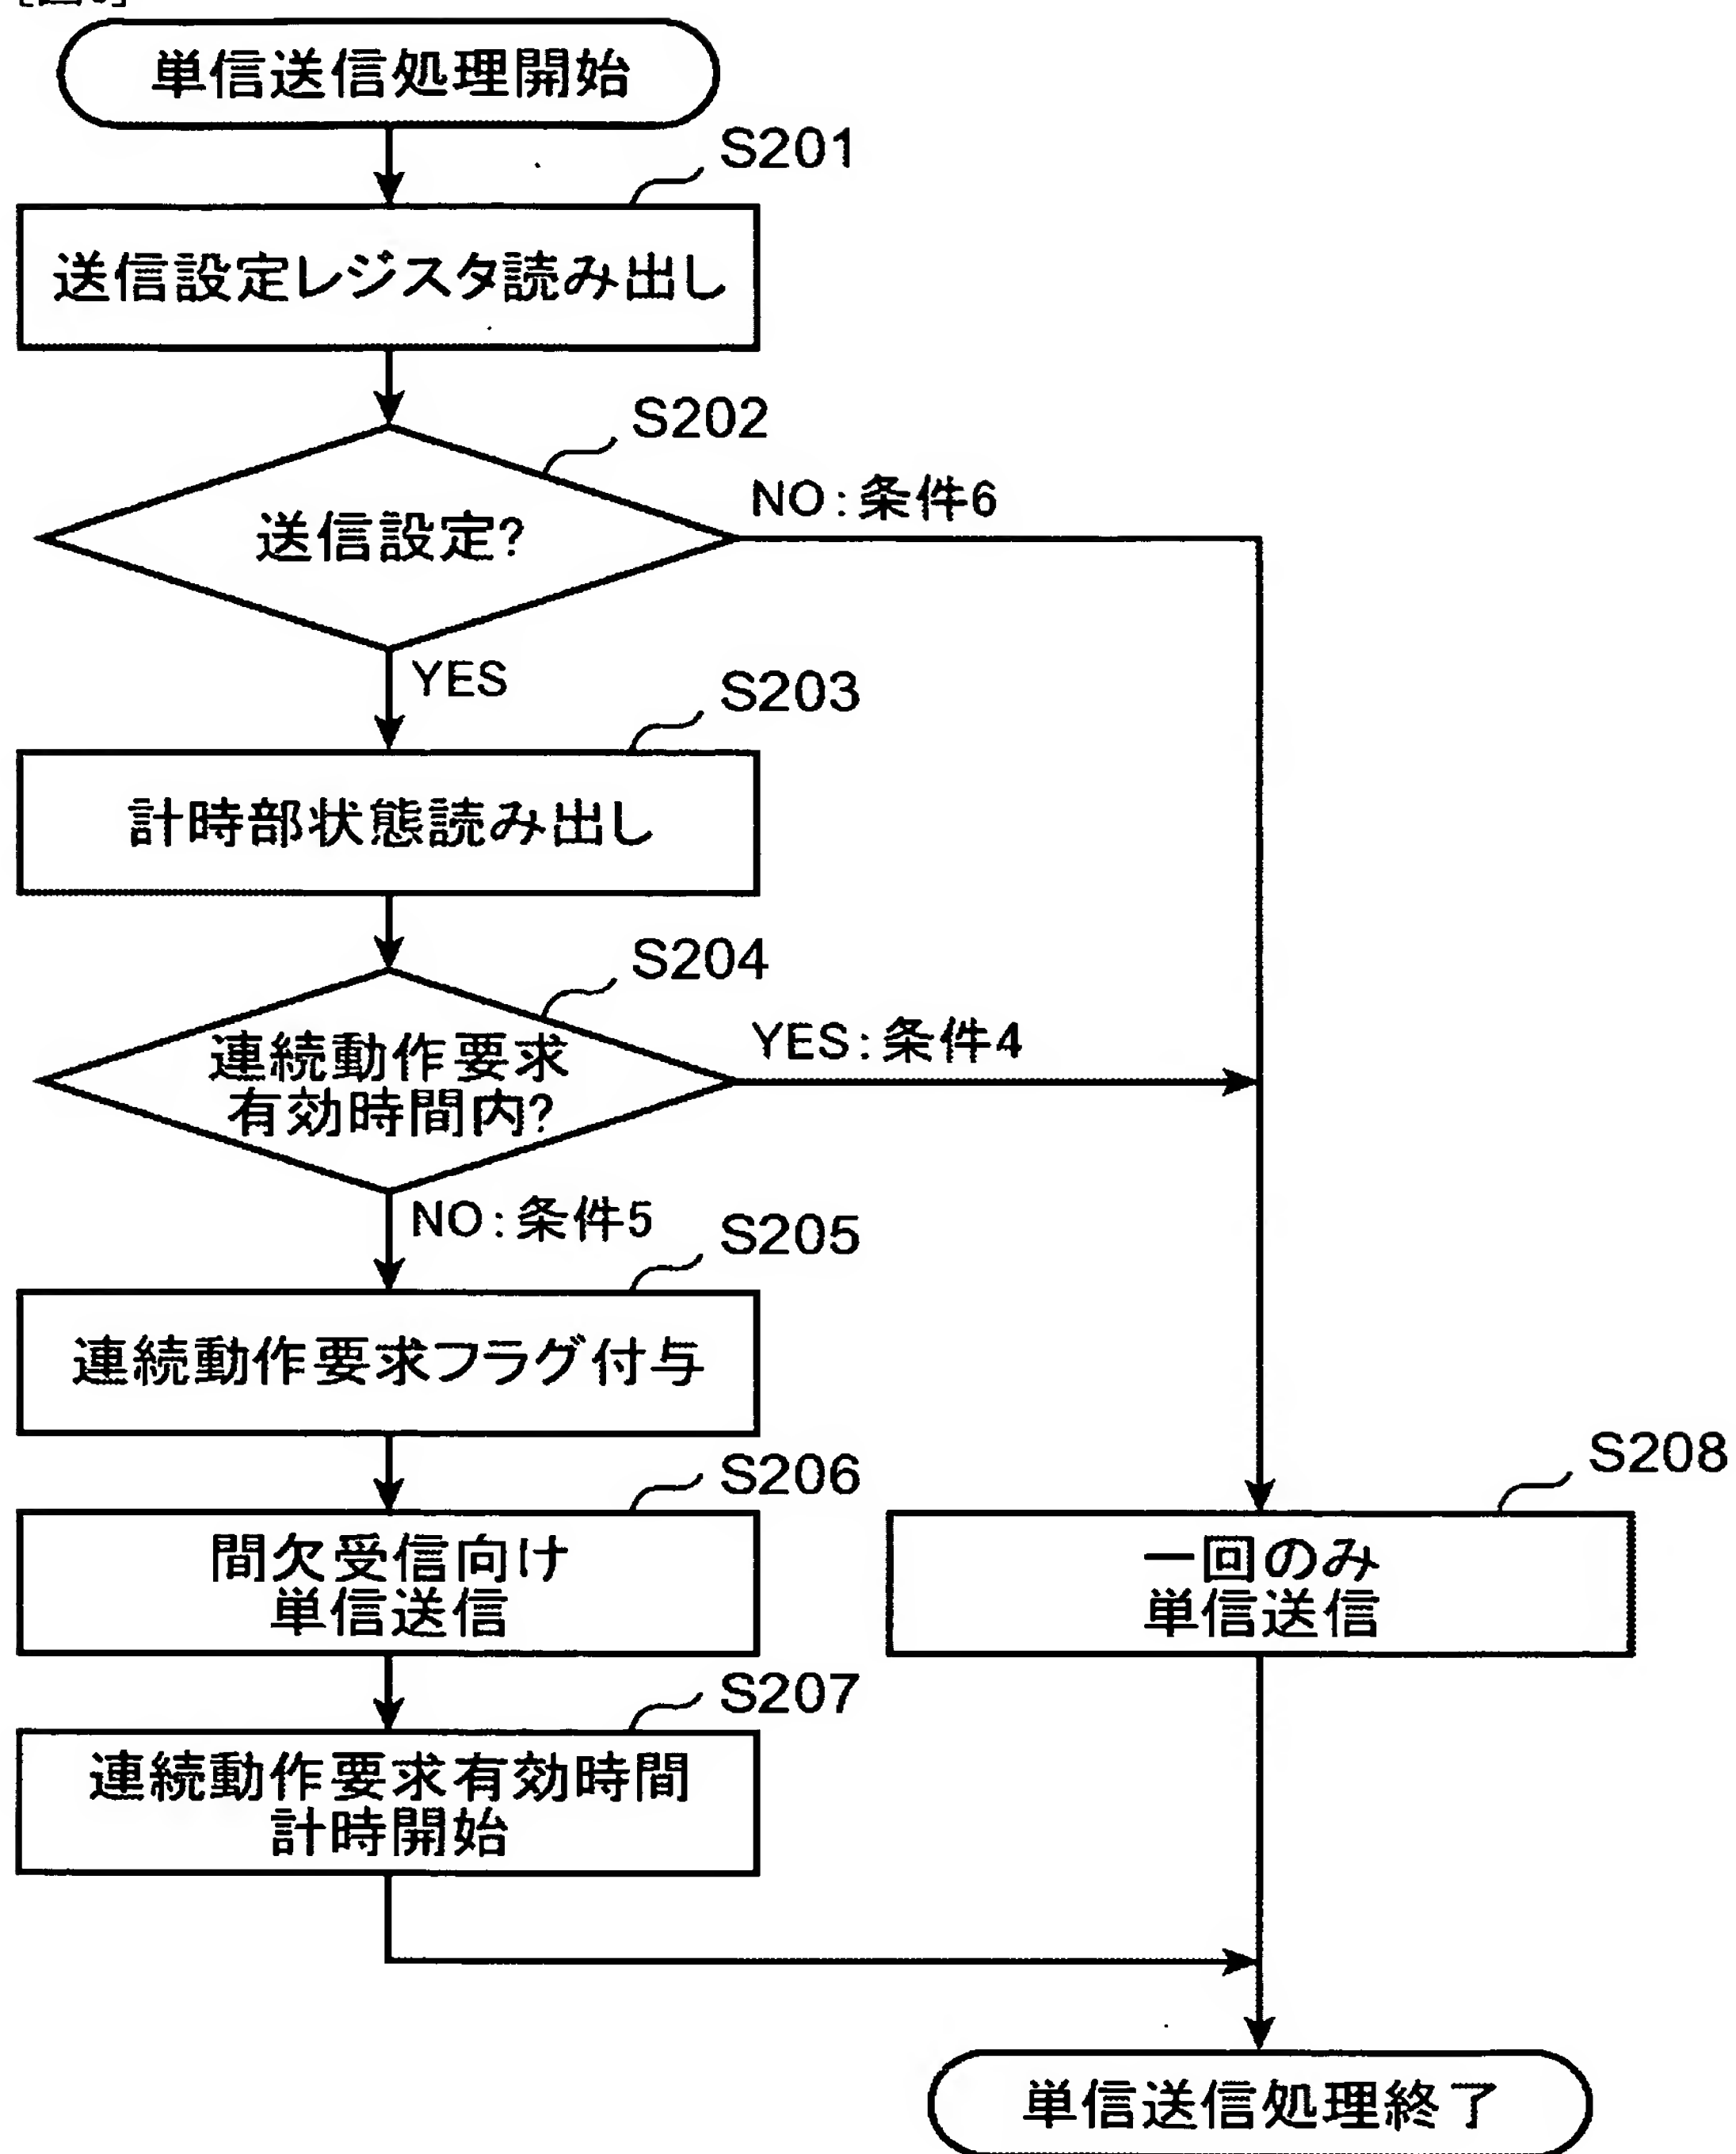 単信送信処理開始
S201
送信設定レジスタ読み出し
S202
送信設定?
NO:条件6
YES
S203
計時部状態読み出し
S204
連続動作要求
有効時間内?
YES:条件4
NO:条件5
S205
連続動作要求フラグ付与
S206
間欠受信向け
単信送信
S208
一回のみ
単信送信
S207
連続動作要求有効時間
計時開始
単信送信処理終了